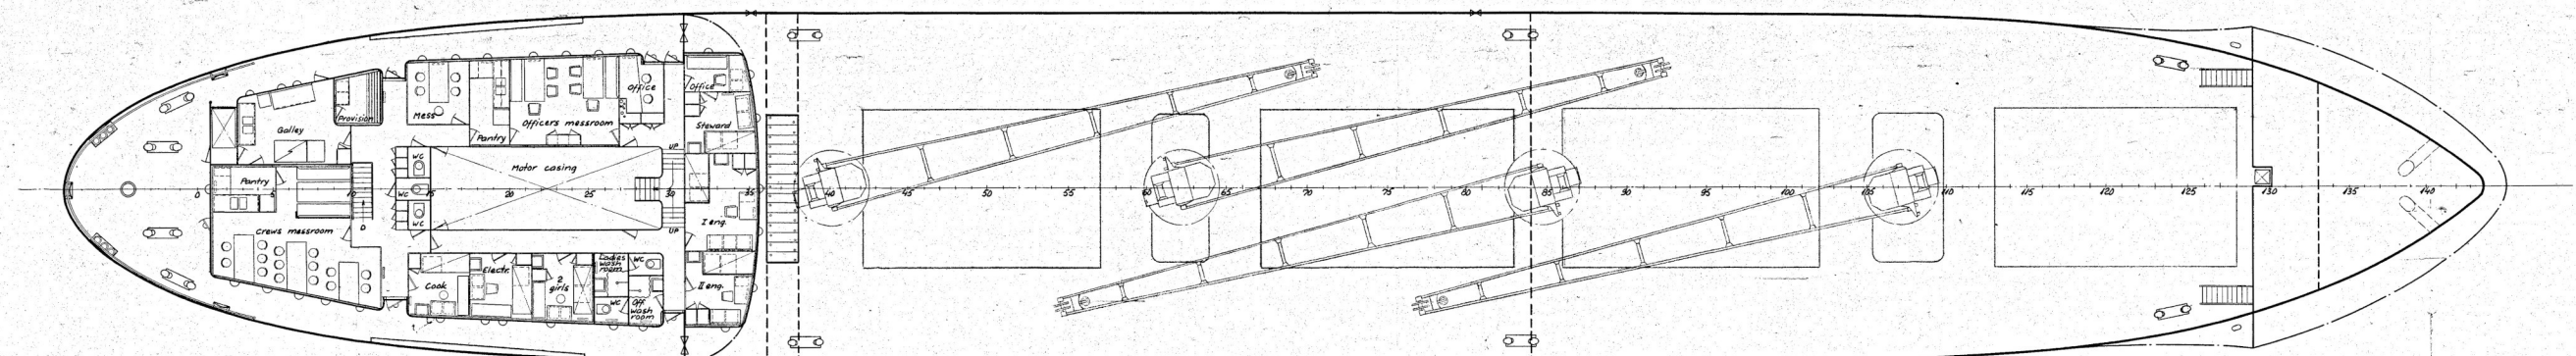 Office
Office
Mess
Provision
Galley
Officers messroom
Steward
Pantry
UP
WC
Motor casing
Pantry
0 5 10 15 20 25 30 35 40 45 50 55 60 65 70 75 80 85 90 95 100 105 110 115 120 125 130 135 140
WC
WC
I eng.
Crews messroom
D
UP
Ladies
wash
room
WC
Electr.
2
girls
Cook
II eng.
WC
Off.
wash
room